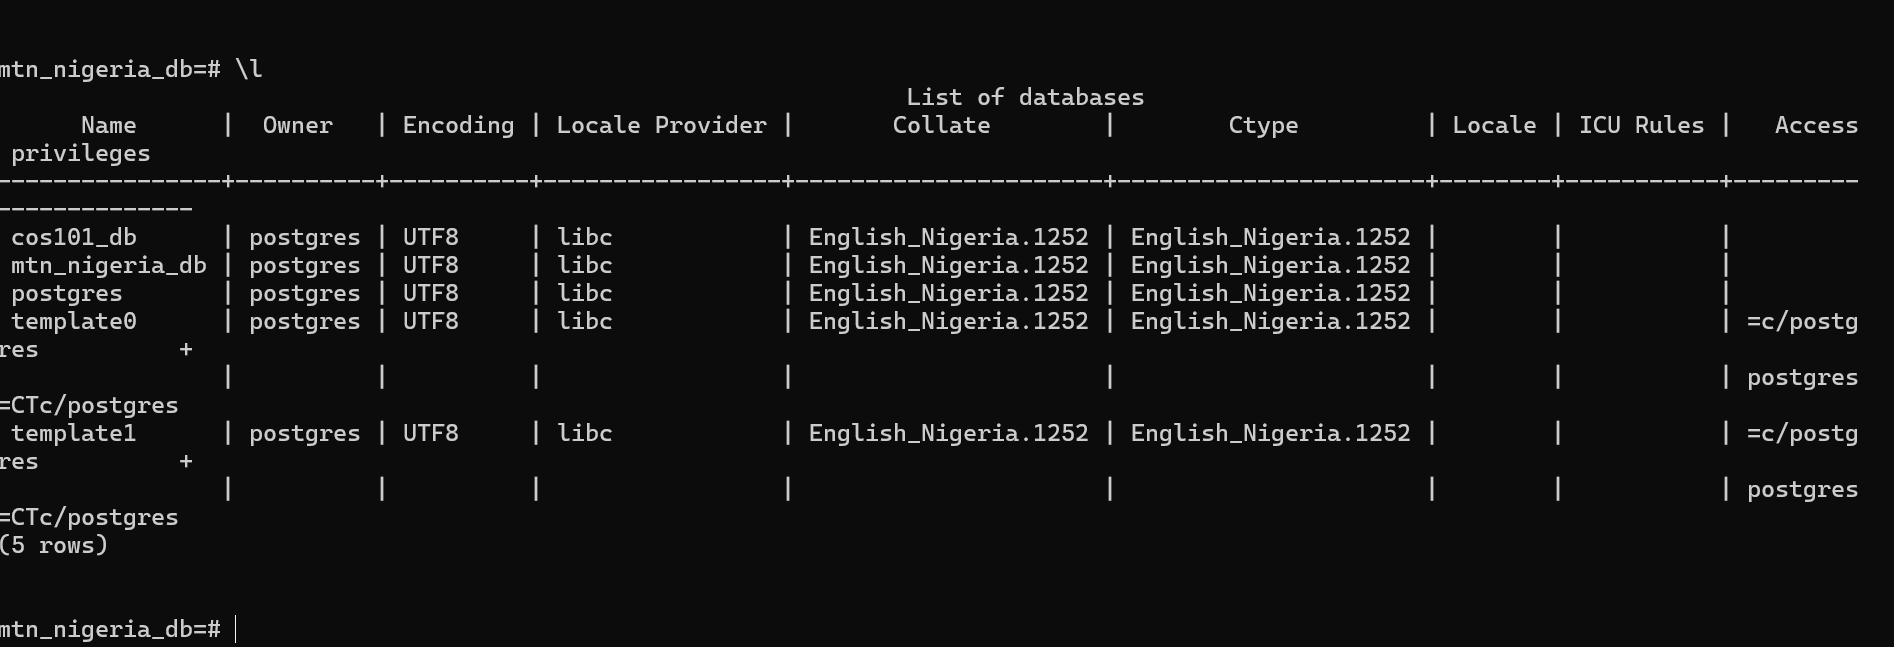 mtn_nigeria_db=# \l
                                                                 List of databases
      Name      |  Owner   | Encoding | Locale Provider |       Collate        |        Ctype         | Locale | ICU Rules |   Access
 privileges
----------------+----------+----------+-----------------+----------------------+----------------------+--------+-----------+---------
--------------
 cos101_db      | postgres | UTF8     | libc            | English_Nigeria.1252 | English_Nigeria.1252 |        |           |
 mtn_nigeria_db | postgres | UTF8     | libc            | English_Nigeria.1252 | English_Nigeria.1252 |        |           |
 postgres       | postgres | UTF8     | libc            | English_Nigeria.1252 | English_Nigeria.1252 |        |           |
 template0      | postgres | UTF8     | libc            | English_Nigeria.1252 | English_Nigeria.1252 |        |           | =c/postg
res          +
                |          |          |                 |                      |                      |        |           | postgres
=CTc/postgres
 template1      | postgres | UTF8     | libc            | English_Nigeria.1252 | English_Nigeria.1252 |        |           | =c/postg
res          +
                |          |          |                 |                      |                      |        |           | postgres
=CTc/postgres
(5 rows)
mtn_nigeria_db=#